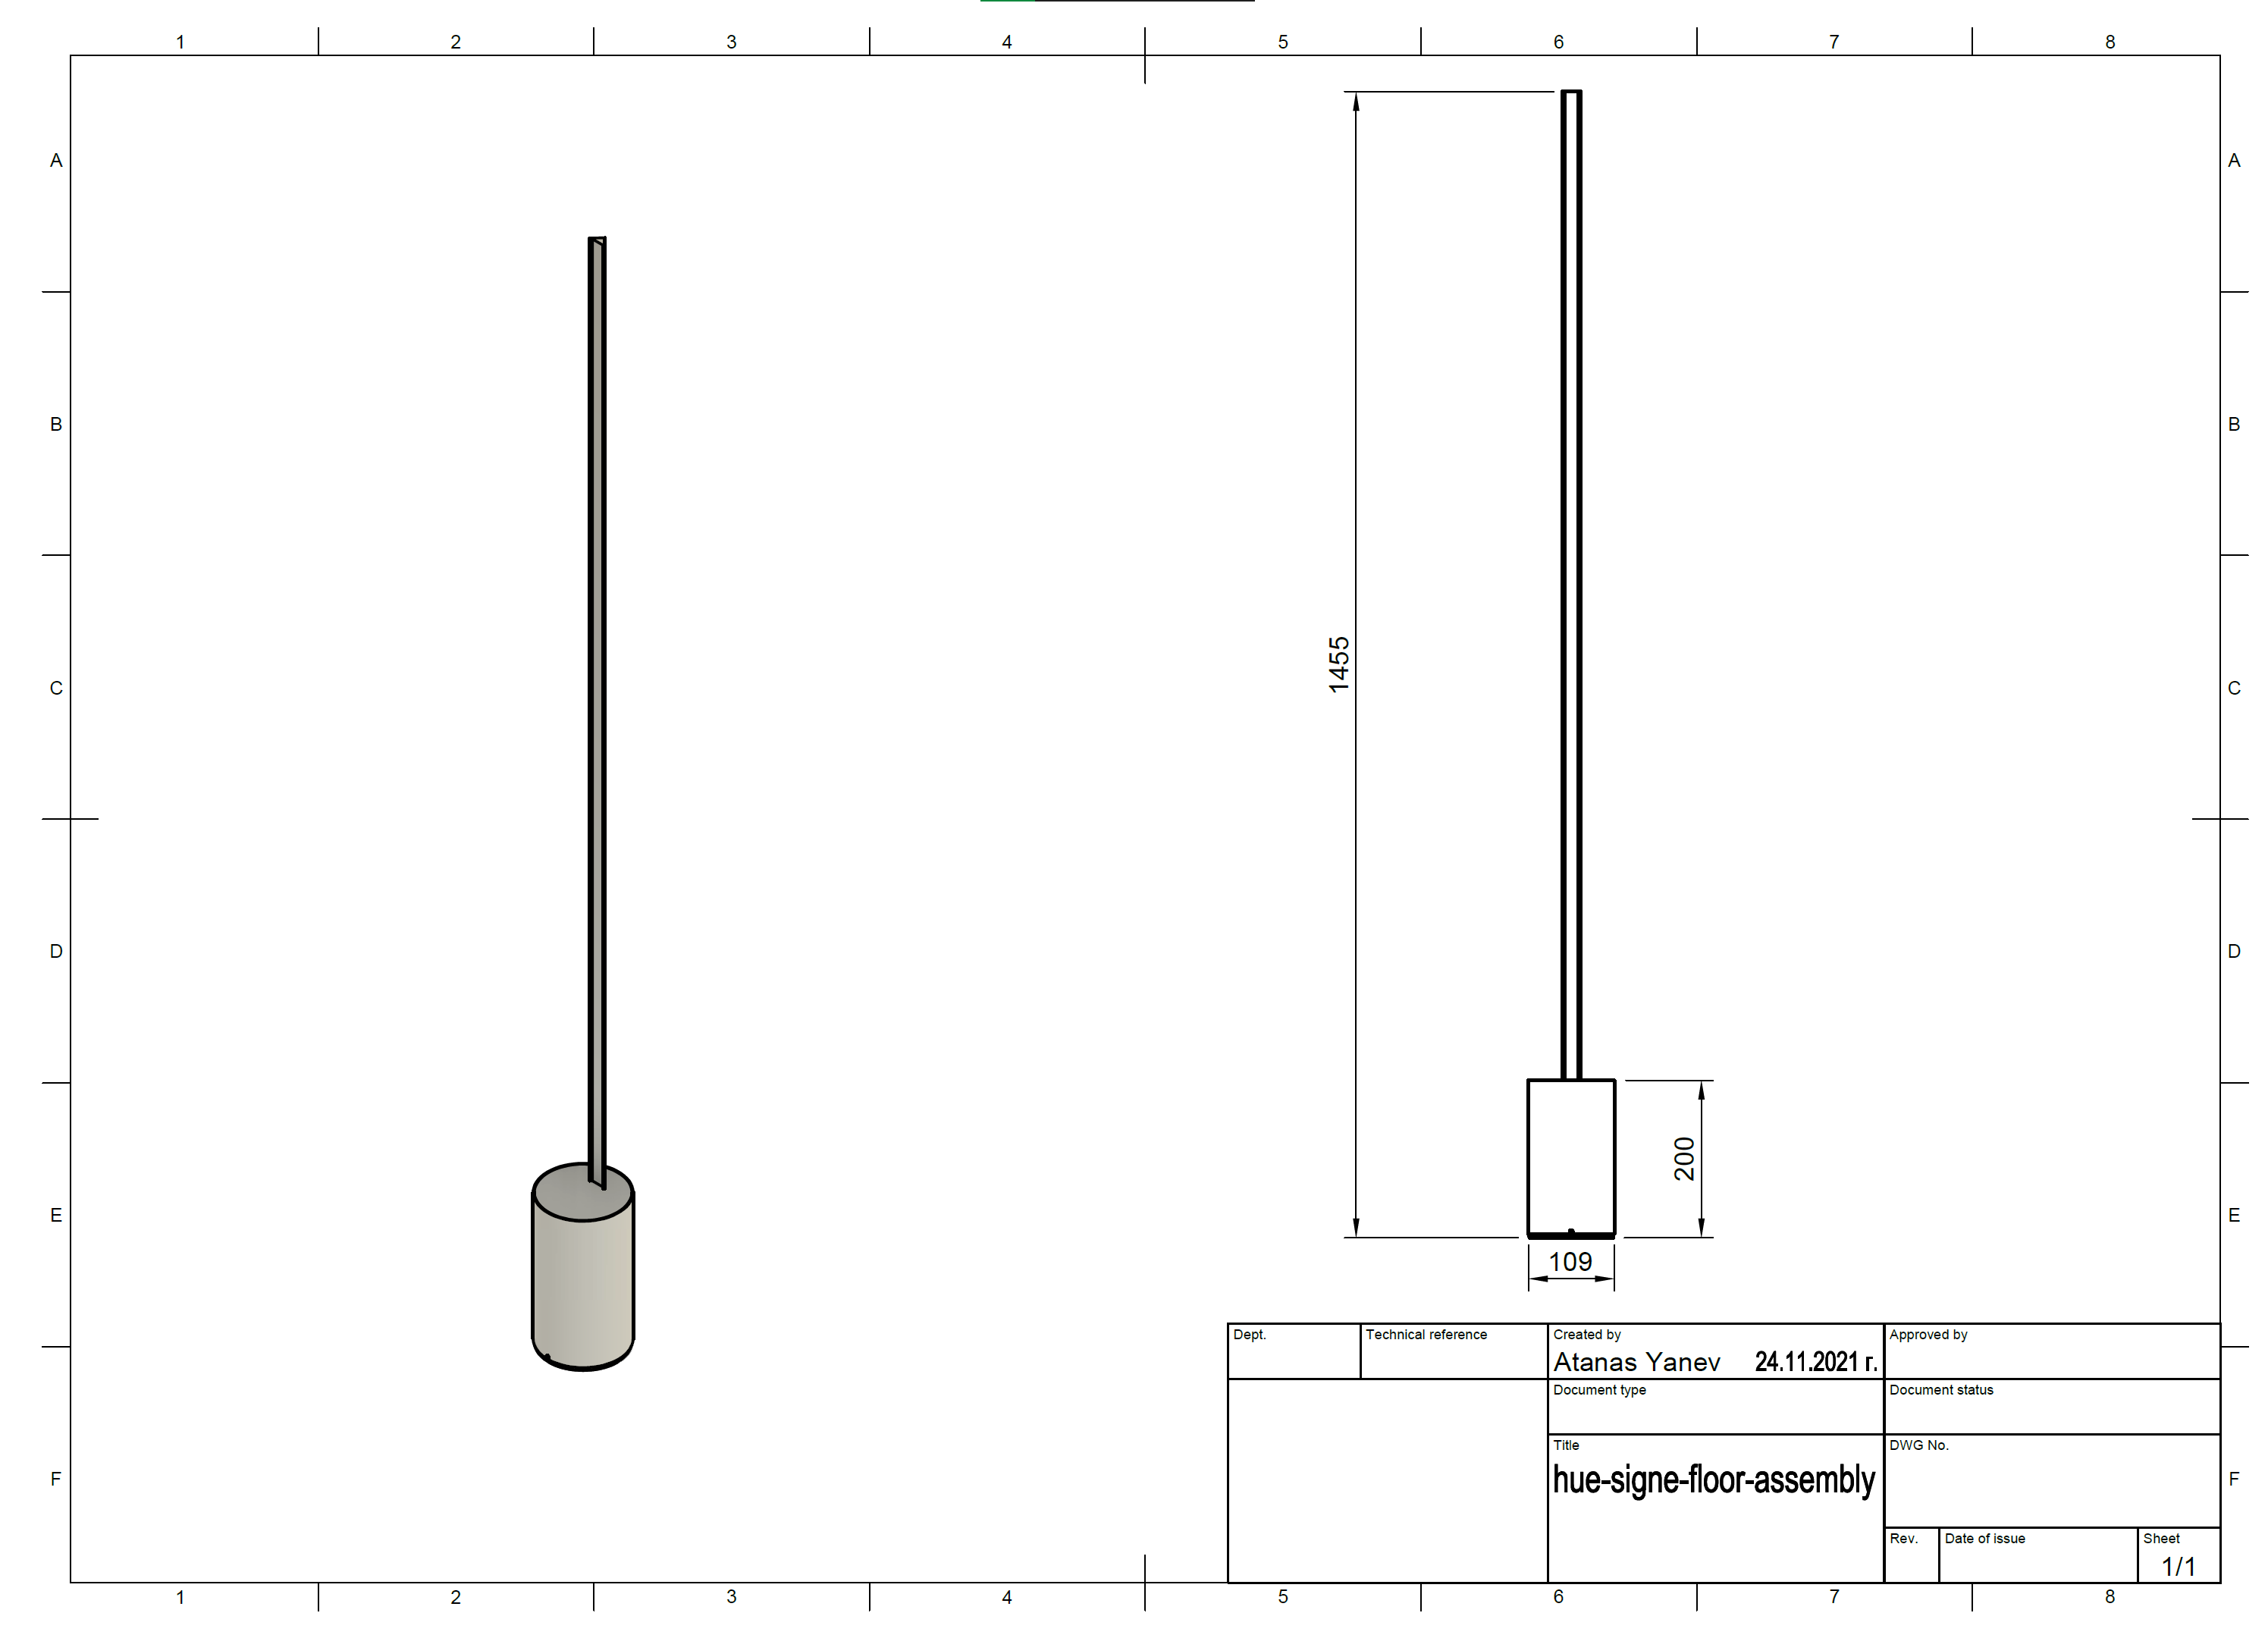 1 2 3 4 5 6 7 8
A A
B B
1455
C C
D D
200
E E
109
Dept. Technical reference Created by Approved by
Atanas Yanev 24.11.2021 г.
Document type Document status
Title DWG No.
hue-signe-floor-assembly
F F
Rev. Date of issue Sheet
1/1
1 2 3 4 5 6 7 8